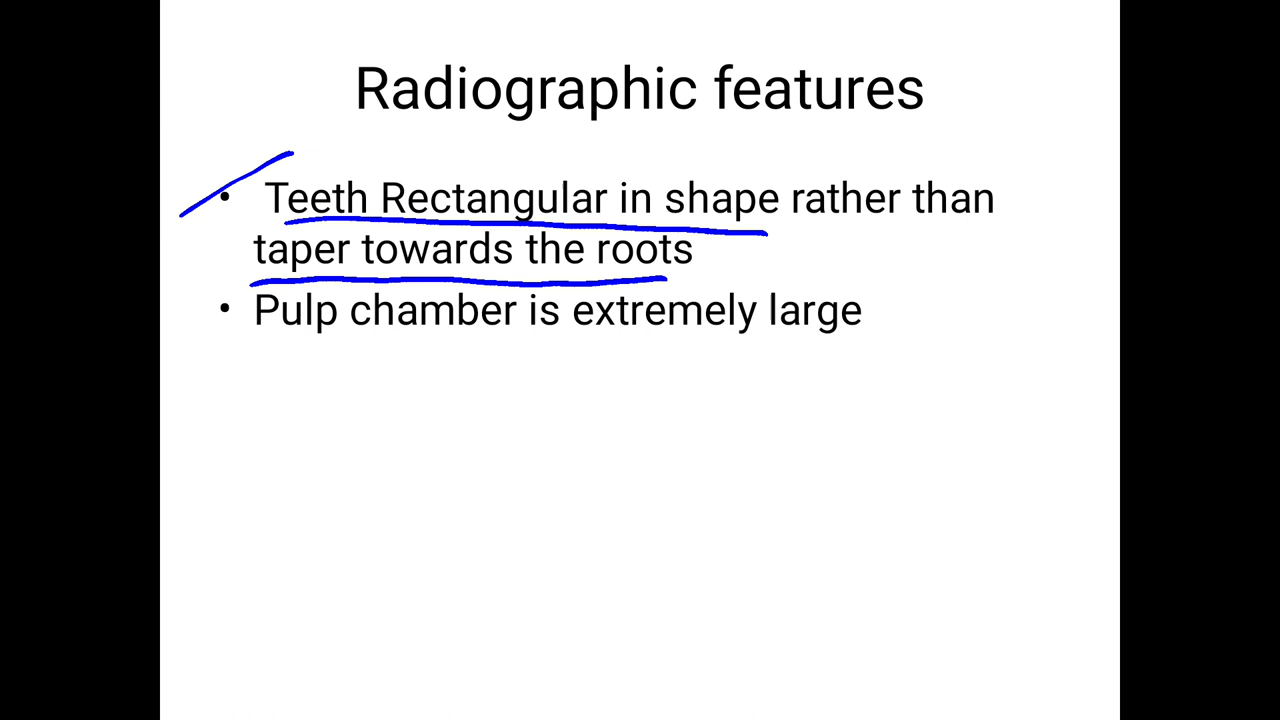 Radiographic features
• Teeth Rectangular in shape rather than
taper towards the roots
• Pulp chamber is extremely large